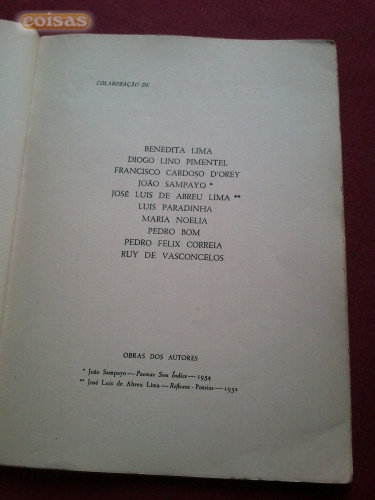 coisas
COLABORAÇÃO DE
BENEDITA LIMA
DIOGO LINO PIMENTEL
FRANCISCO CARDOSO D'OREY
JOÃO SAMPAYO *
JOSÉ LUIS DE ABREU LIMA **
LUIS PARADINHA
MARIA NOELIA
PEDRO BOM
PEDRO FELIX CORREIA
RUY DE VASCONCELOS
OBRAS DOS AUTORES
* João Sampayo — Poemas Sem Índice — 1954
** José Luís de Abreu Lima — Reflexos - Poesias — 1952